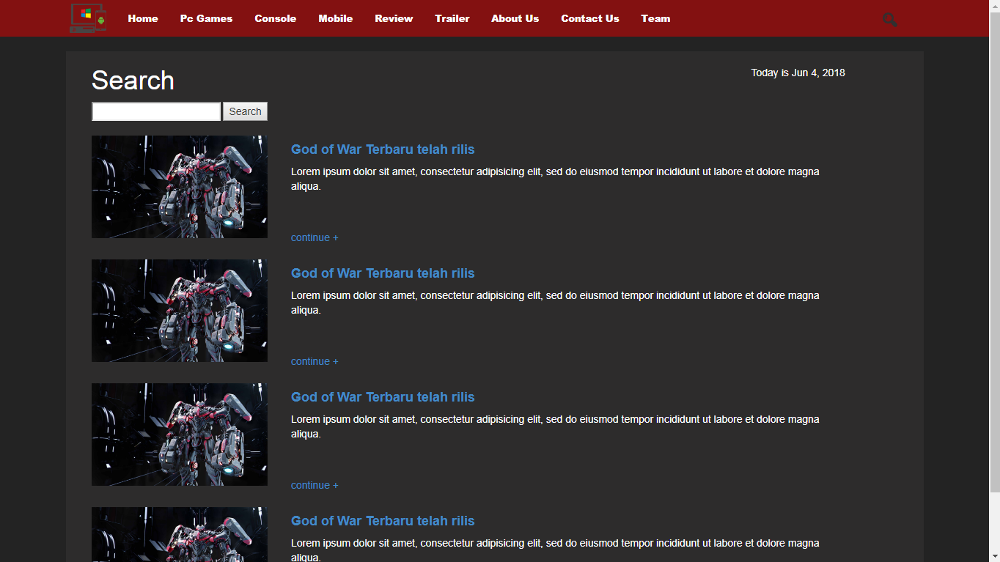 Home Pc Games Console Mobile Review Trailer About Us Contact Us Team
Search
Today is Jun 4, 2018
Search
God of War Terbaru telah rilis
Lorem ipsum dolor sit amet, consectetur adipisicing elit, sed do eiusmod tempor incididunt ut labore et dolore magna
aliqua.
continue +
God of War Terbaru telah rilis
Lorem ipsum dolor sit amet, consectetur adipisicing elit, sed do eiusmod tempor incididunt ut labore et dolore magna
aliqua.
continue +
God of War Terbaru telah rilis
Lorem ipsum dolor sit amet, consectetur adipisicing elit, sed do eiusmod tempor incididunt ut labore et dolore magna
aliqua.
continue +
God of War Terbaru telah rilis
Lorem ipsum dolor sit amet, consectetur adipisicing elit, sed do eiusmod tempor incididunt ut labore et dolore magna
aliqua.